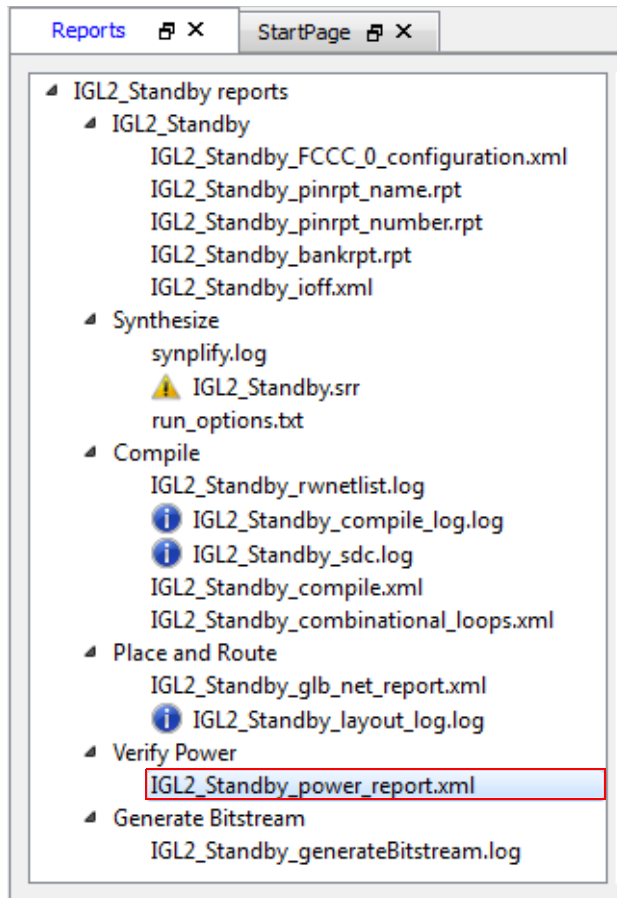 Reports StartPage
IGL2_Standby reports
IGL2_Standby
IGL2_Standby_FCCC_0_configuration.xml
IGL2_Standby_pinrpt_name.rpt
IGL2_Standby_pinrpt_number.rpt
IGL2_Standby_bankrpt.rpt
IGL2_Standby_ioff.xml
Synthesize
synplify.log
IGL2_Standby.srr
run_options.txt
Compile
IGL2_Standby_rwnetlist.log
IGL2_Standby_compile_log.log
IGL2_Standby_sdc.log
IGL2_Standby_compile.xml
IGL2_Standby_combinational_loops.xml
Place and Route
IGL2_Standby_glb_net_report.xml
IGL2_Standby_layout_log.log
Verify Power
IGL2_Standby_power_report.xml
Generate Bitstream
IGL2_Standby_generateBitstream.log